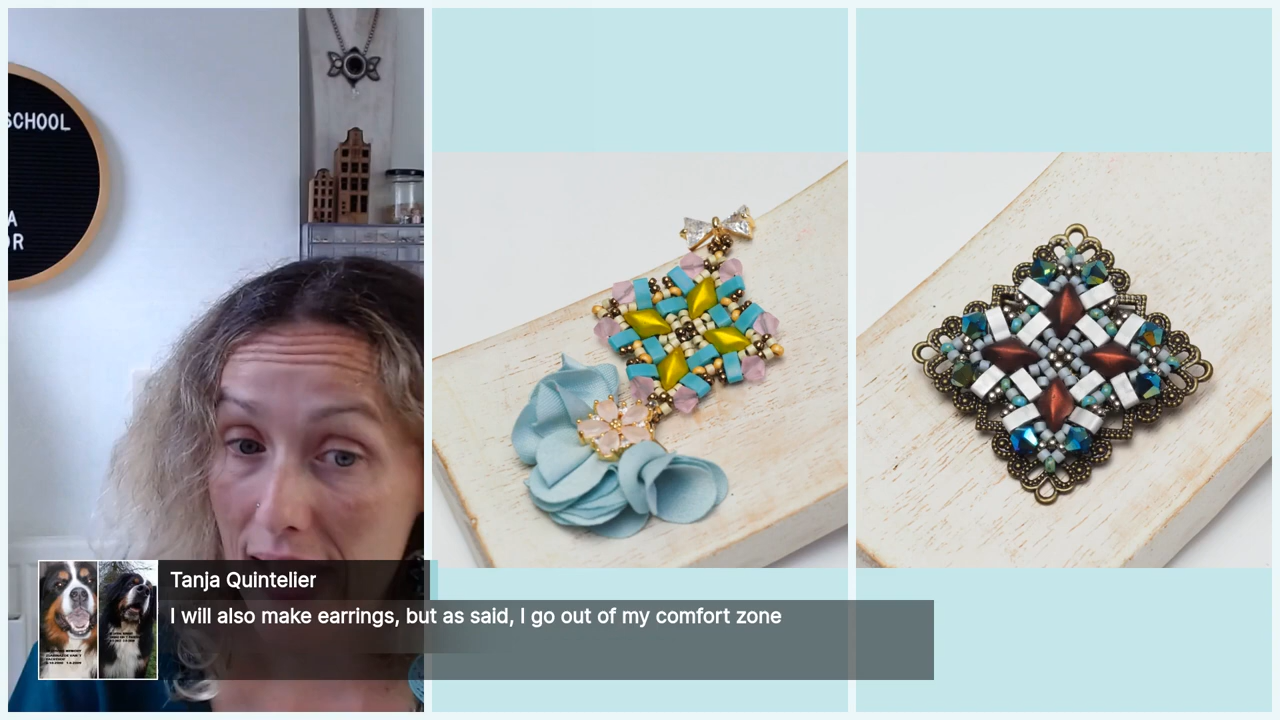 SCHOOL
A
OR
Tanja Quintelier
I will also make earrings, but as said, I go out of my comfort zone